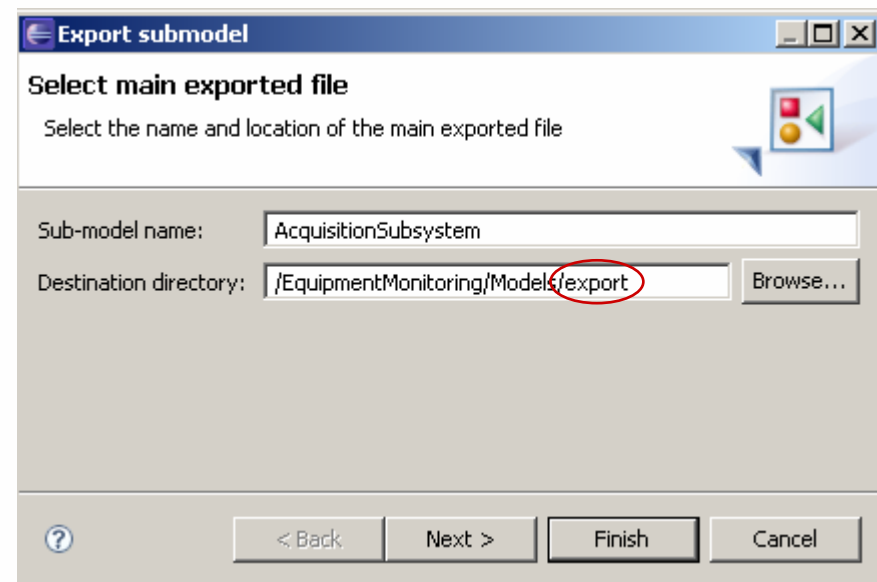 Export submodel
Select main exported file
Select the name and location of the main exported file
Sub-model name: AcquisitionSubsystem
Destination directory: /EquipmentMonitoring/Models/export Browse...
? < Back Next > Finish Cancel